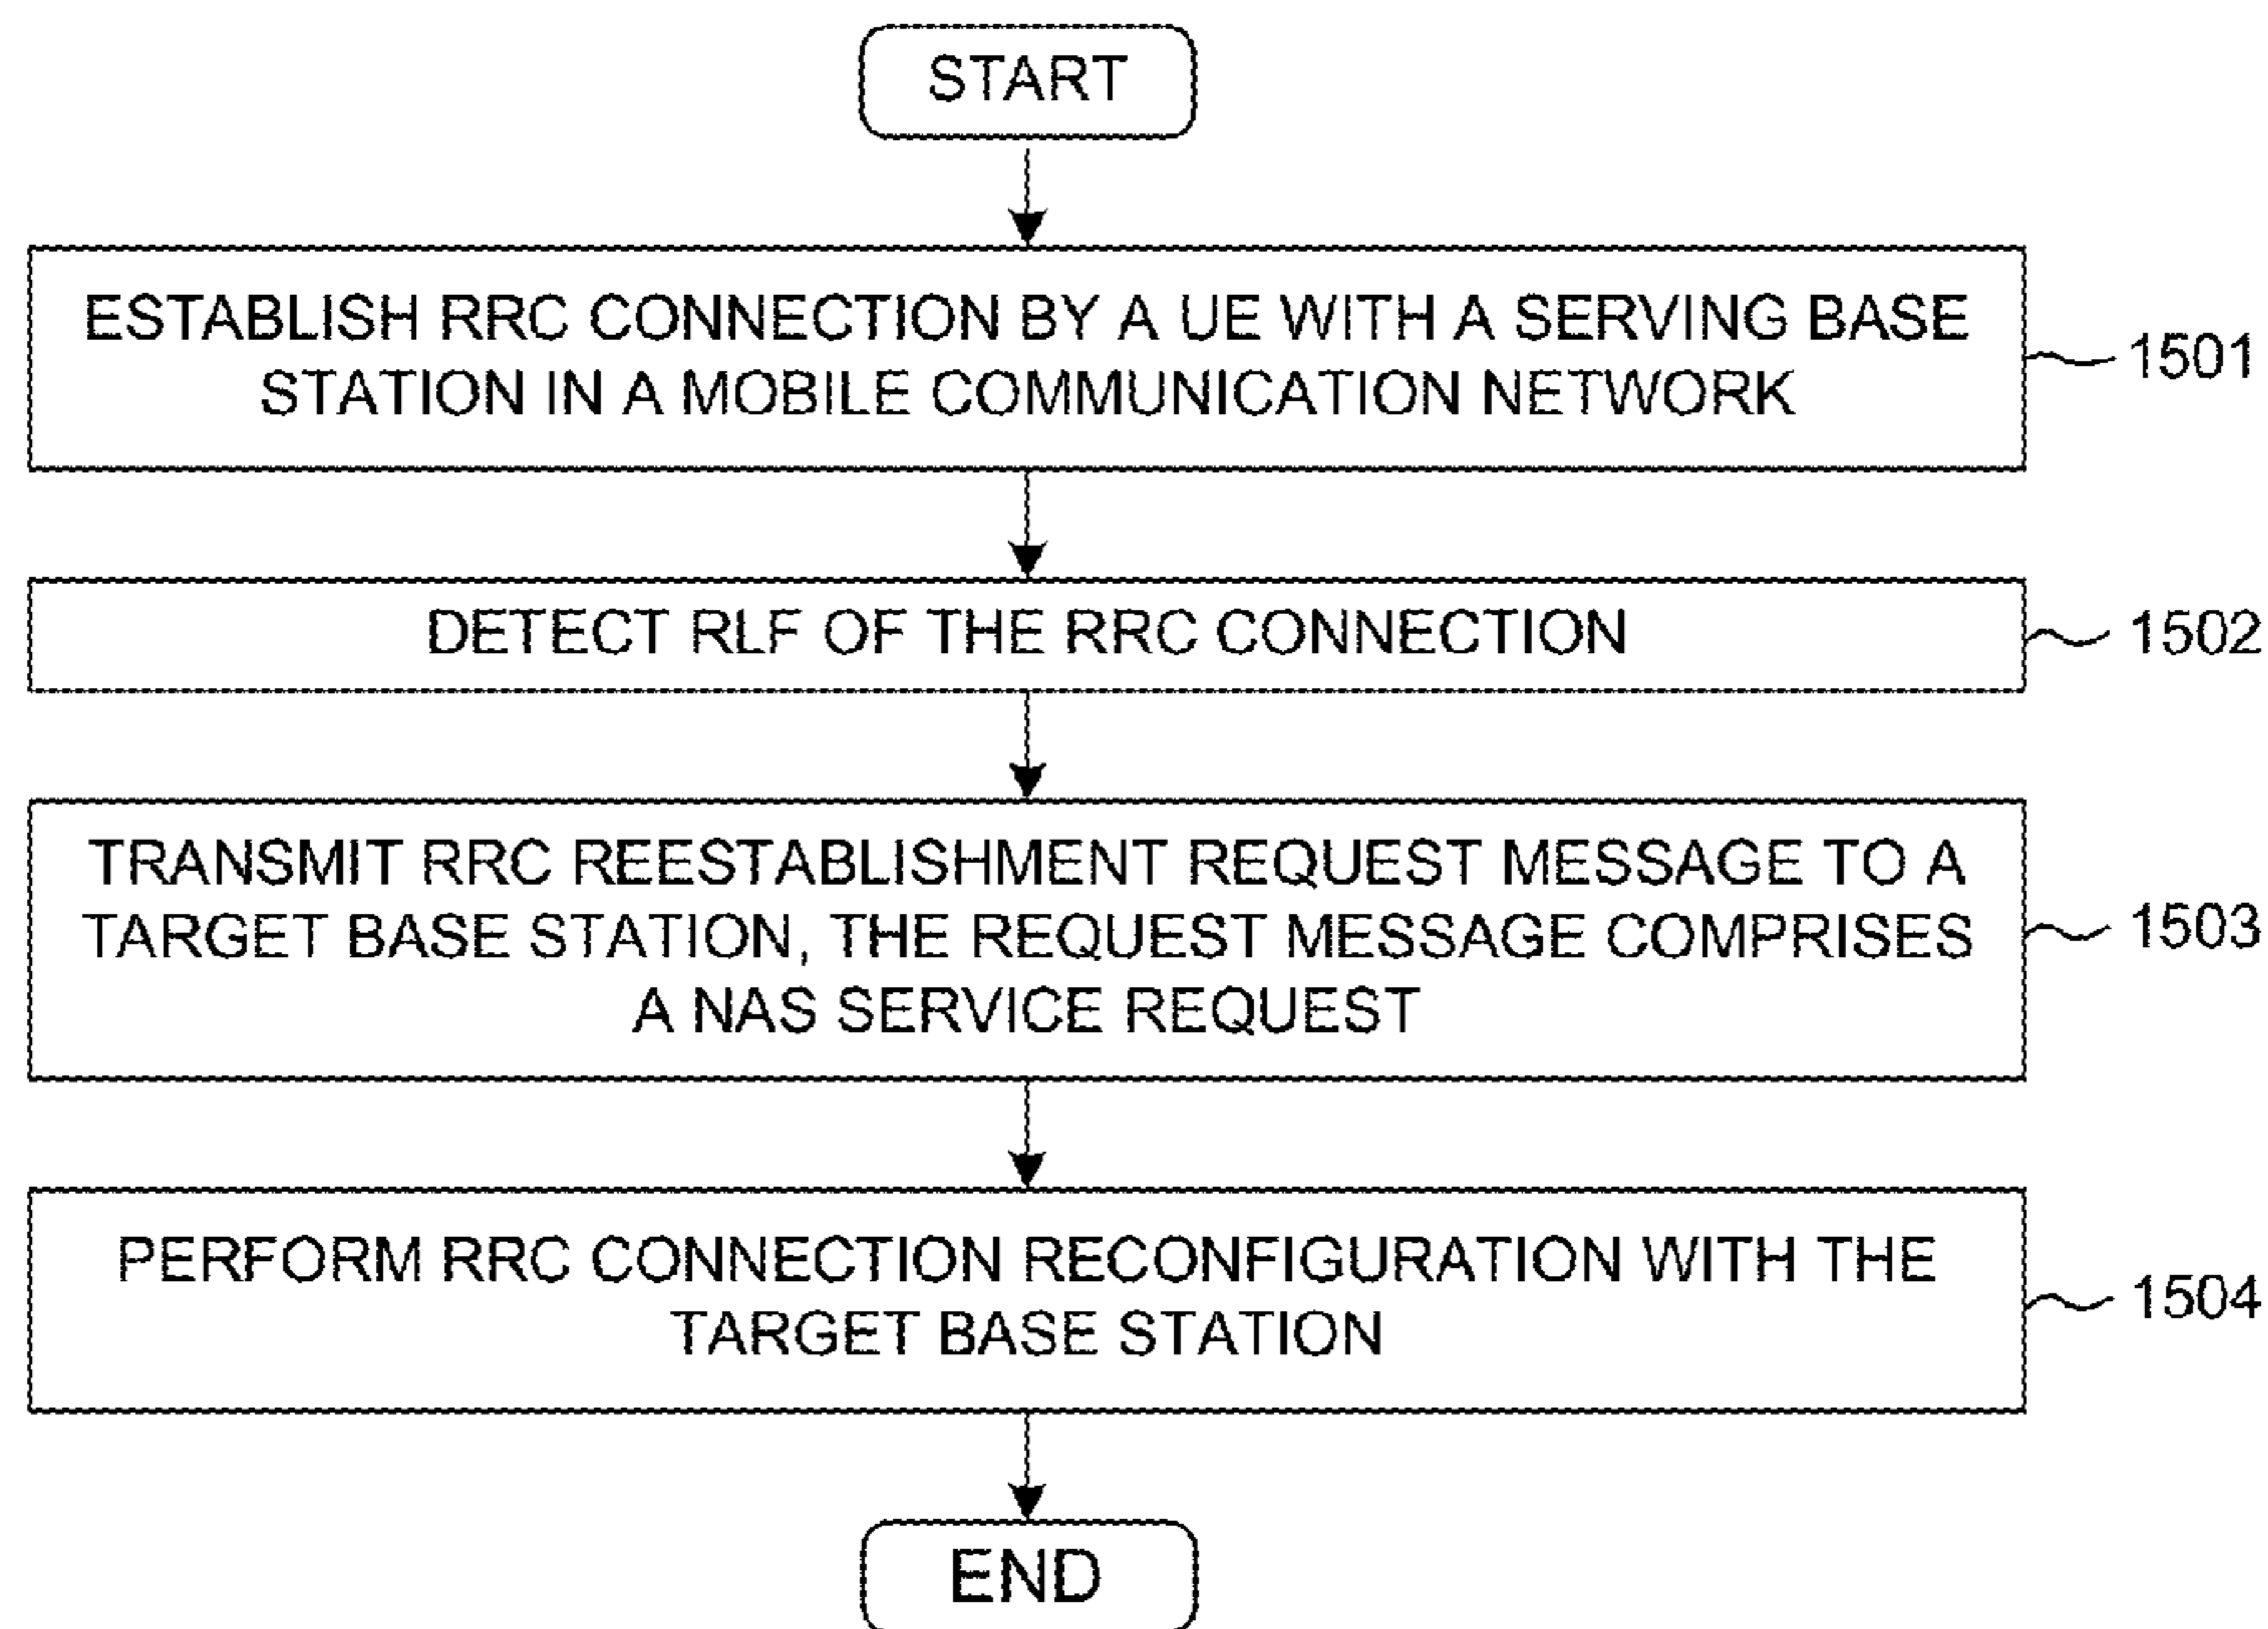 START
ESTABLISH RRC CONNECTION BY A UE WITH A SERVING BASE
STATION IN A MOBILE COMMUNICATION NETWORK
1501
DETECT RLF OF THE RRC CONNECTION
1502
TRANSMIT RRC REESTABLISHMENT REQUEST MESSAGE TO A
TARGET BASE STATION, THE REQUEST MESSAGE COMPRISES
A NAS SERVICE REQUEST
1503
PERFORM RRC CONNECTION RECONFIGURATION WITH THE
TARGET BASE STATION
1504
END